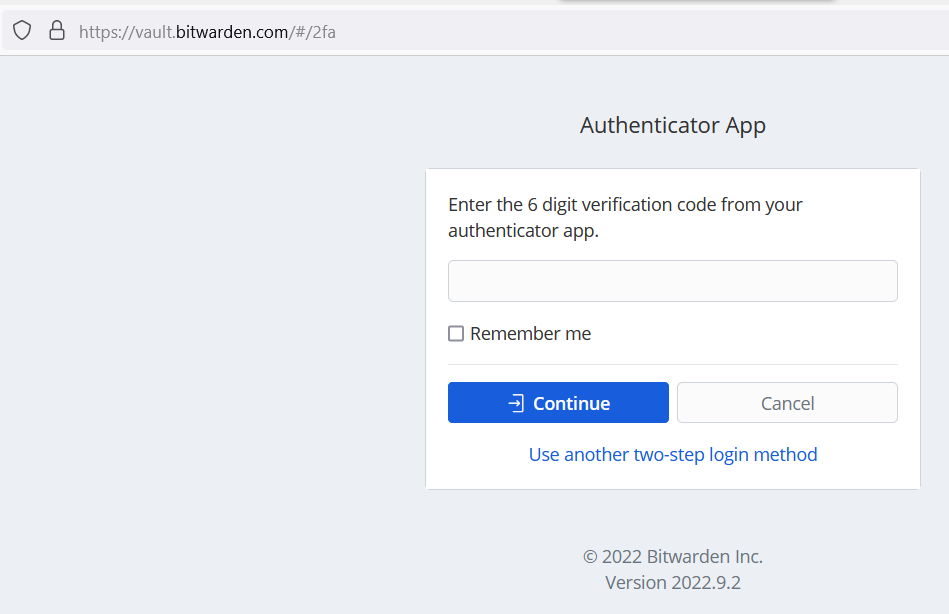 https://vault.bitwarden.com/#/2fa
Authenticator App
Enter the 6 digit verification code from your
authenticator app.
Remember me
Continue
Cancel
Use another two-step login method
© 2022 Bitwarden Inc.
Version 2022.9.2